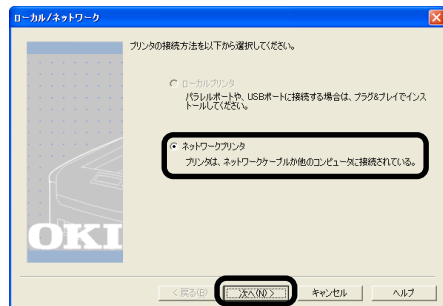 ローカル/ネットワーク
プリンタの接続方法を以下から選択してください。
ローカルプリンタ
パラレルポートや、USBポートに接続する場合は、プラグ&プレイでインス
トールしてください。
ネットワークプリンタ
プリンタは、ネットワークケーブルか他のコンピュータに接続されている。
OKI
< 戻る(B) 次へ(N) > キャンセル ヘルプ